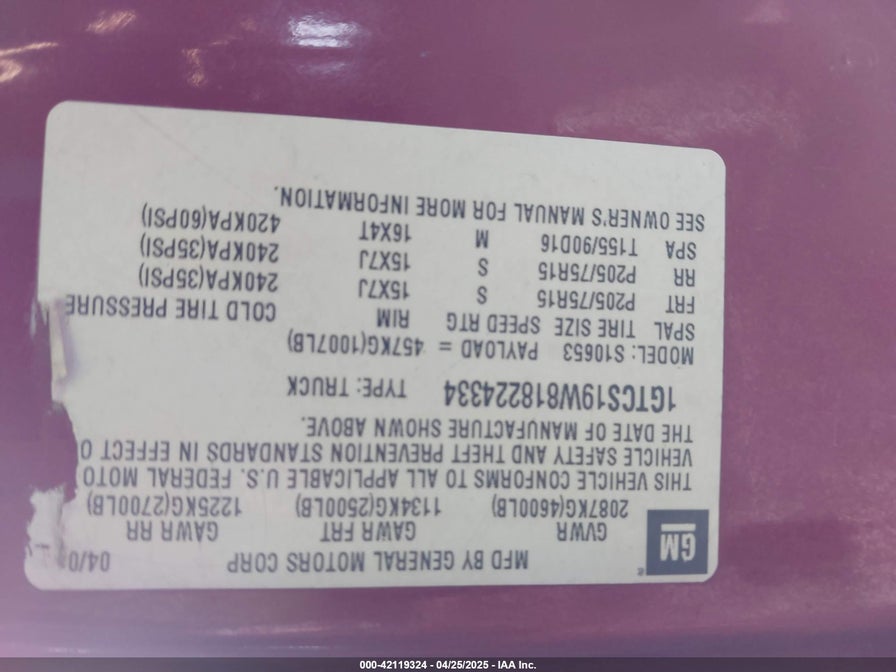 MFD BY GENERAL MOTORS CORP 04/0
GM
GVWR GAWR FRT GAWR RR
2087KG(4600LB) 1134KG(2500LB) 1225KG(2700LB)
THIS VEHICLE CONFORMS TO ALL APPLICABLE U.S. FEDERAL MOTO
VEHICLE SAFETY AND THEFT PREVENTION STANDARDS IN EFFECT O
THE DATE OF MANUFACTURE SHOWN ABOVE.
1GTCS19W818224334 TYPE: TRUCK
MODEL: S10653 PAYLOAD = 457KG(1007LB)
SPAL TIRE SIZE SPEED RTG RIM COLD TIRE PRESSURE
FRT P205/75R15 S 15X7J 240KPA(35PSI)
RR P205/75R15 S 15X7J 240KPA(35PSI)
SPA T155/90D16 M 16X4T 420KPA(60PSI)
SEE OWNER'S MANUAL FOR MORE INFORMATION.
000-42119324 - 04/25/2025 - IAA Inc.